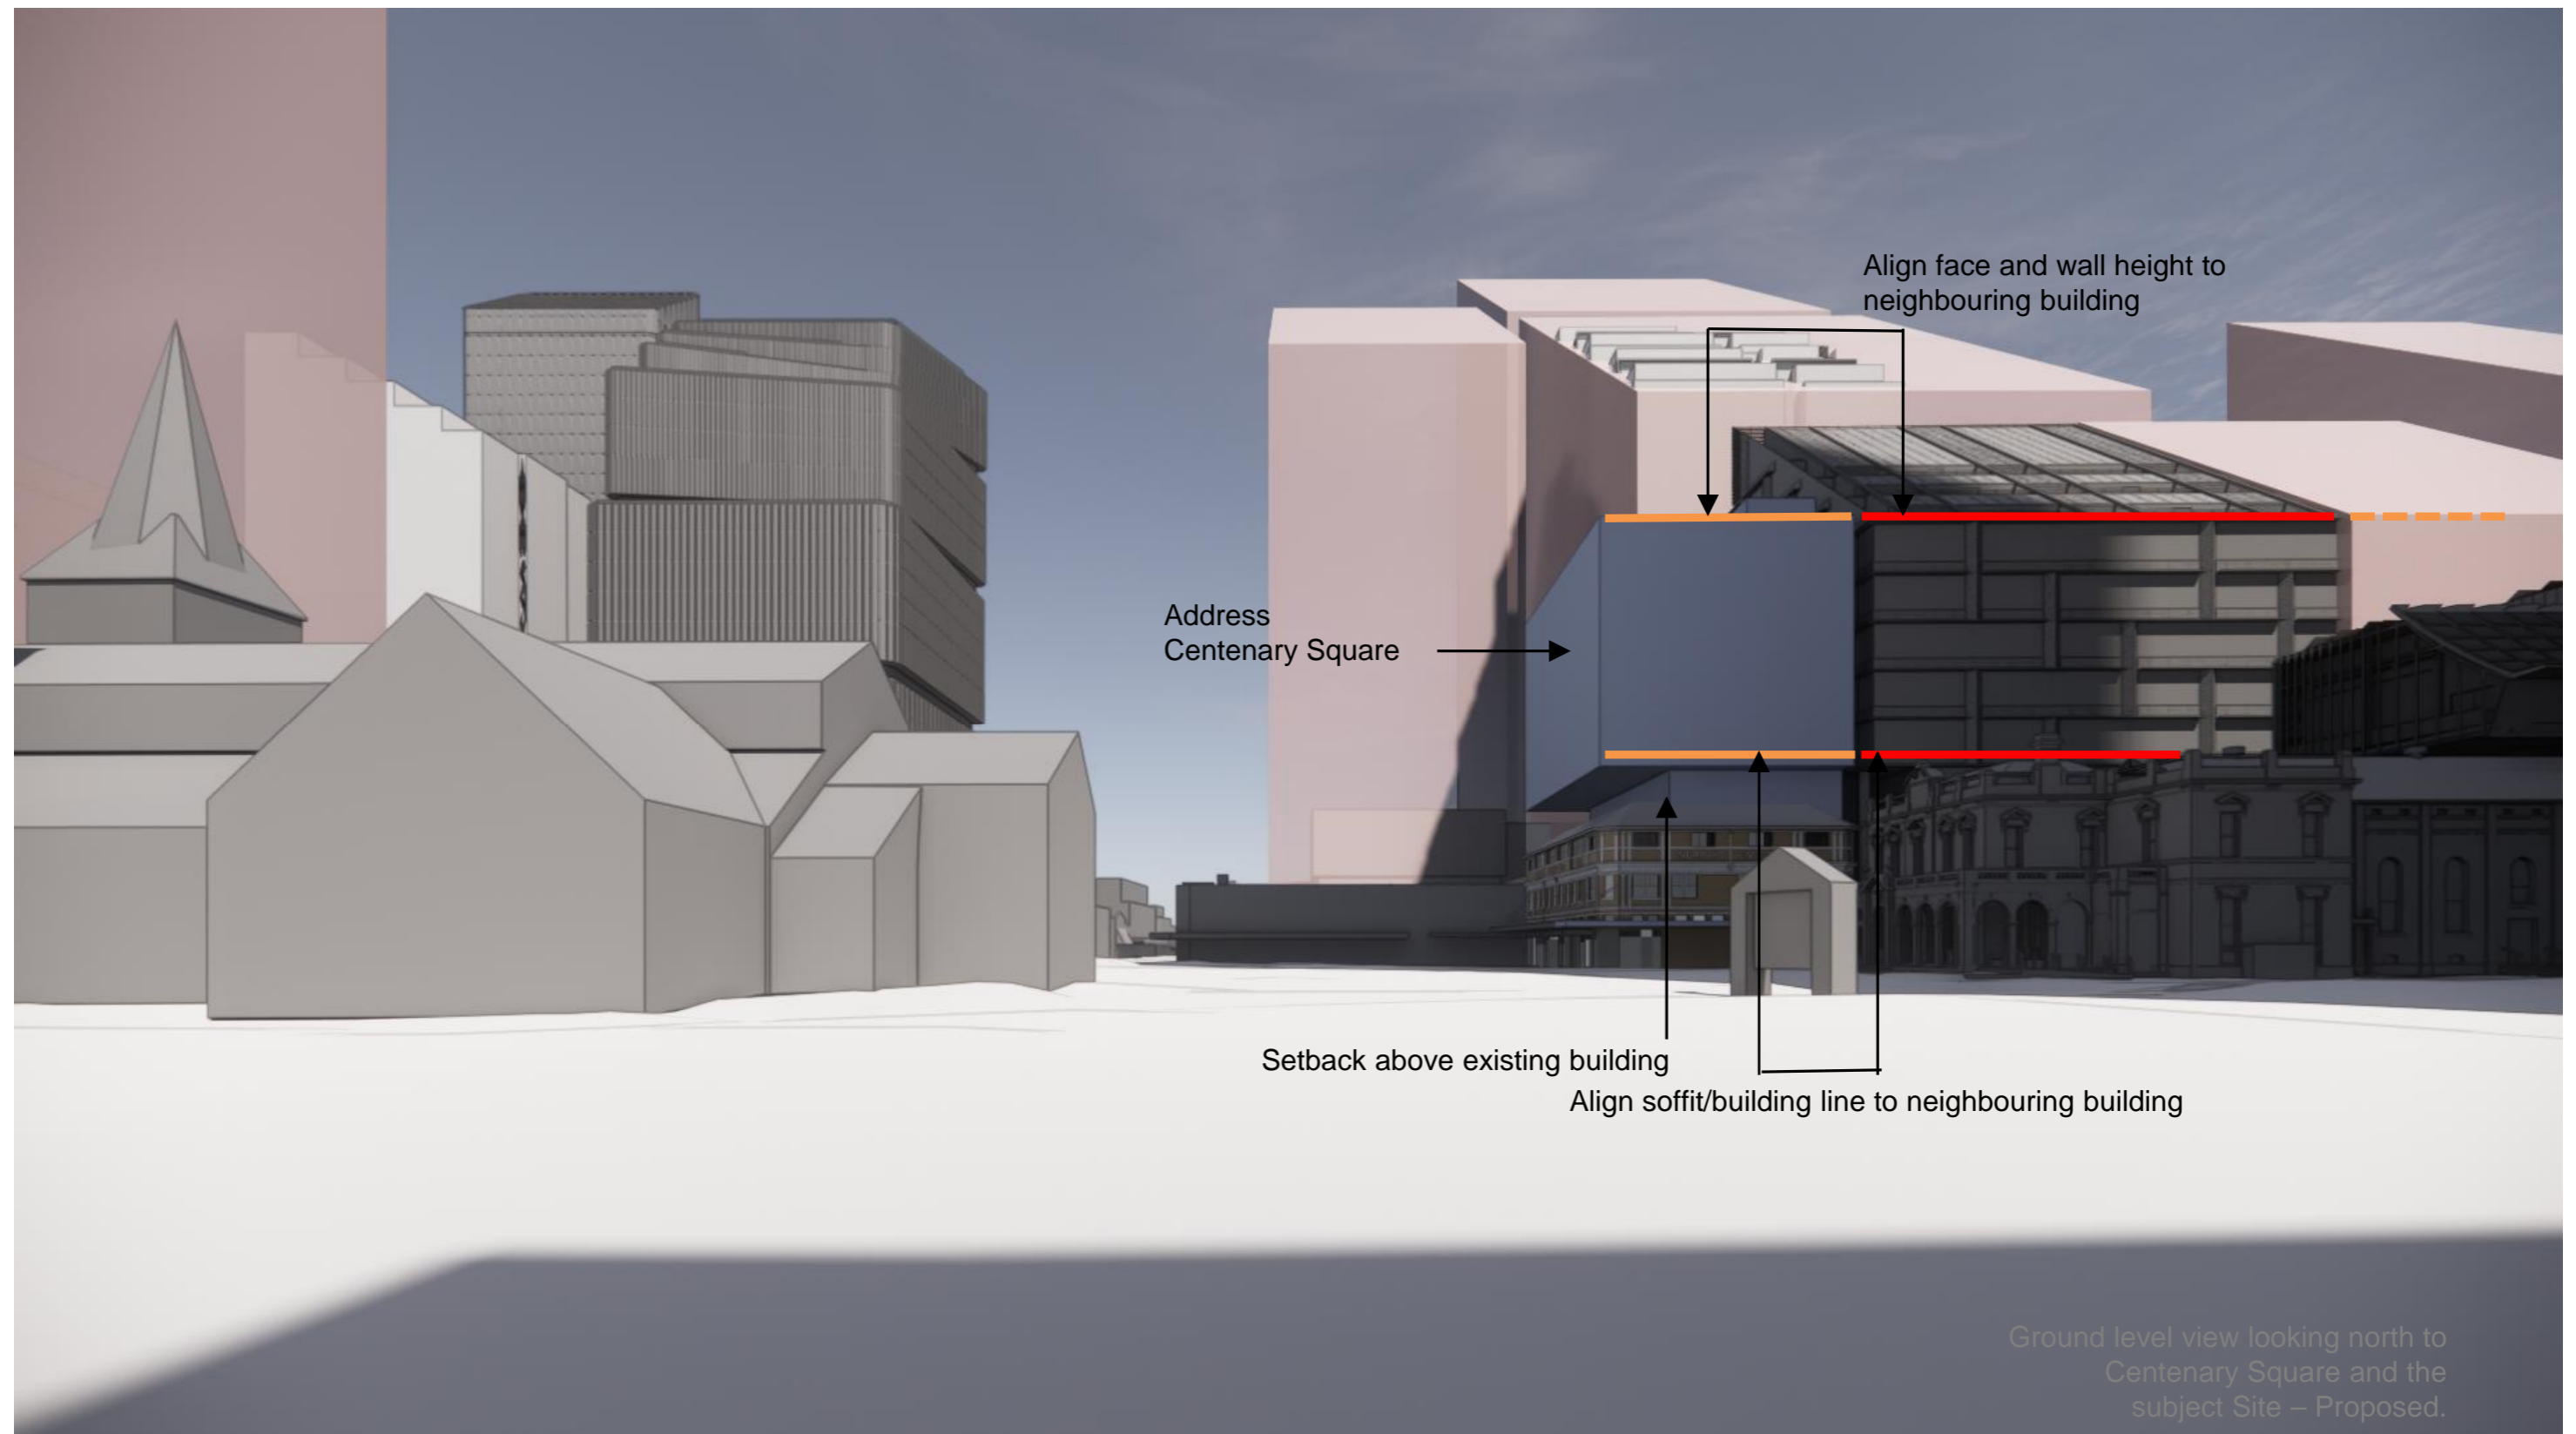 Align face and wall height to
neighbouring building
Address
Centenary Square
Setback above existing building
Align soffit/building line to neighbouring building
Ground level view looking north to
Centenary Square and the
subject Site – Proposed.